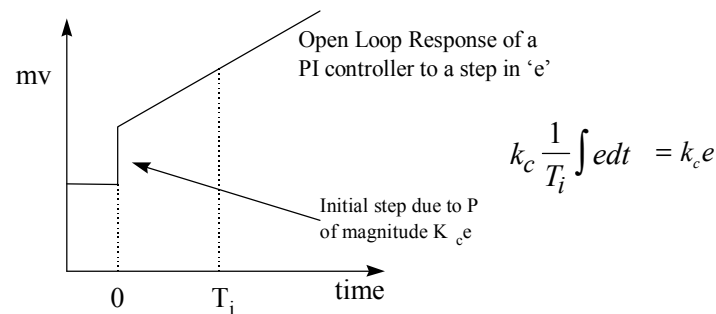 Open Loop Response of a
PI controller to a step in ‘e’
mv
k_c 1/T_i ∫ edt = k_c e
Initial step due to P
of magnitude K_c e
0 T_i time